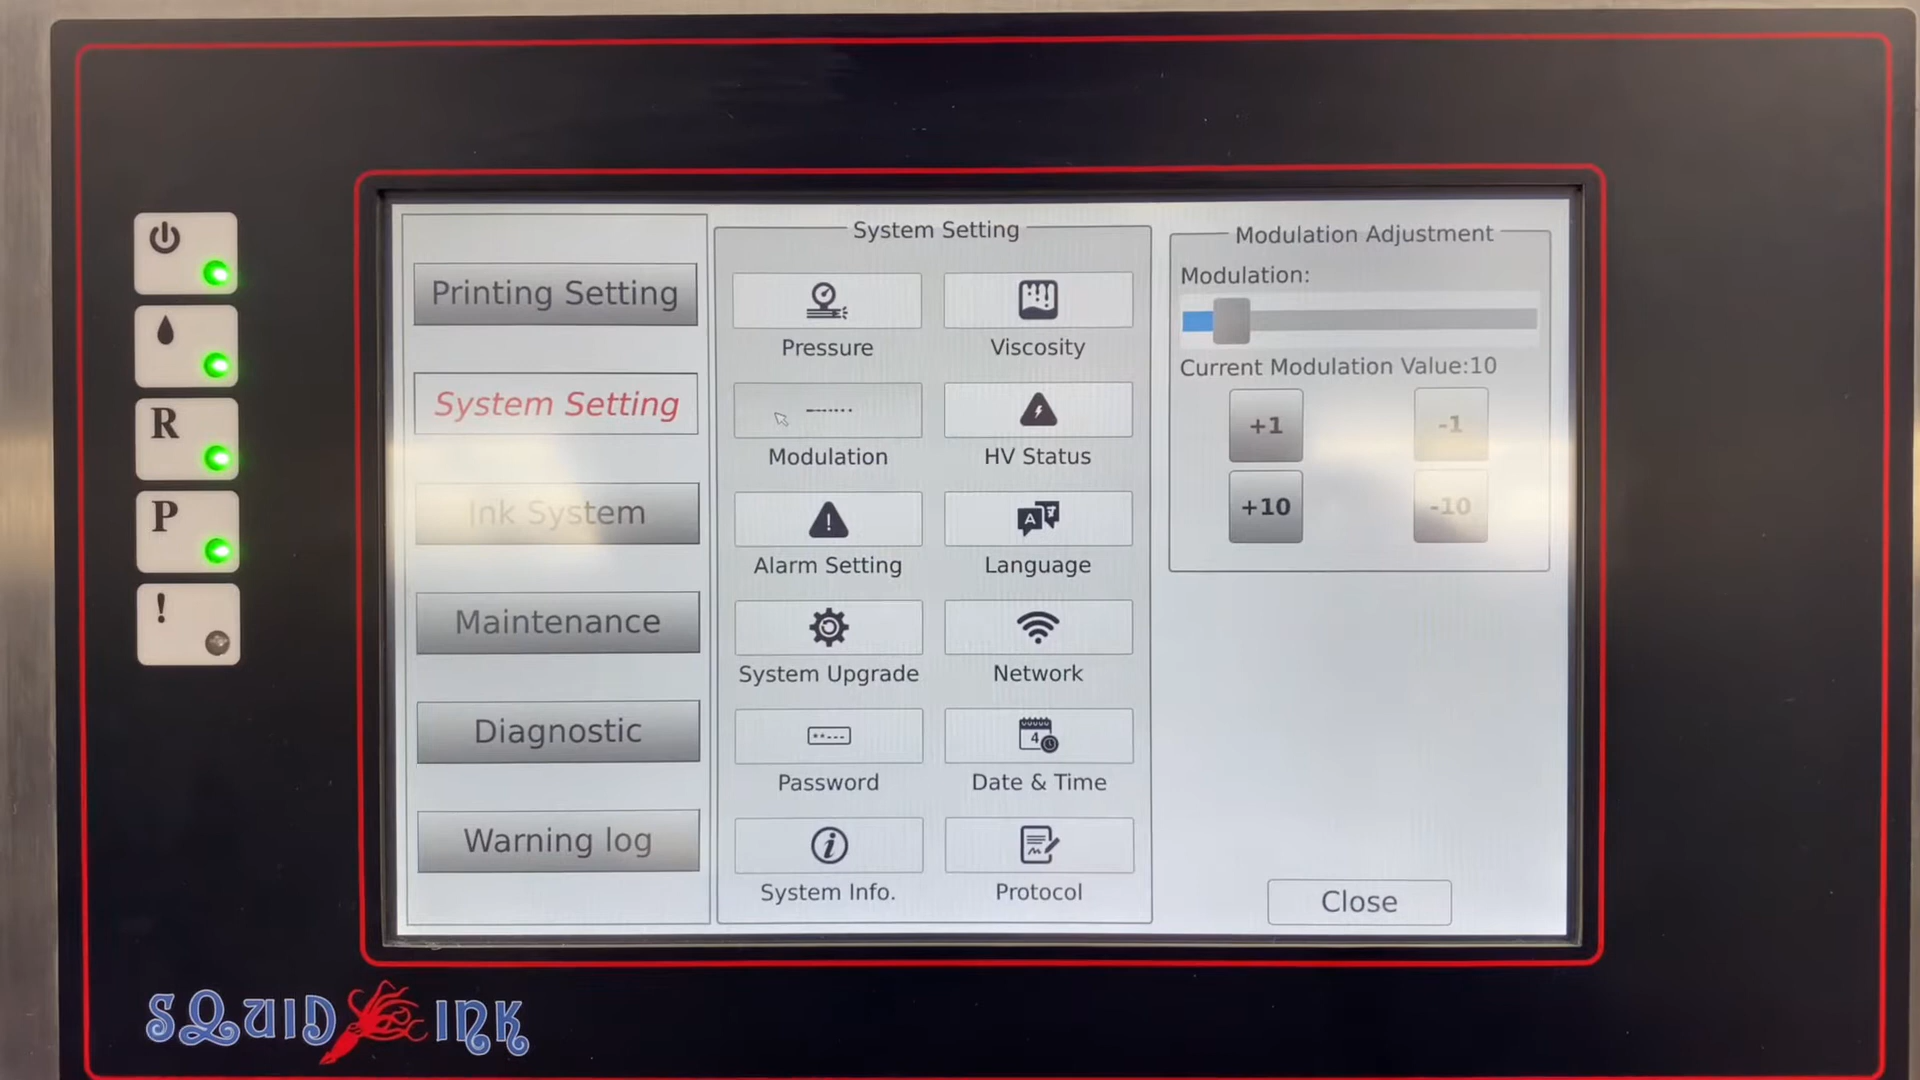 R
P
!
Printing Setting
System Setting
Ink System
Maintenance
Diagnostic
Warning log
System Setting
Pressure
Viscosity
Modulation
HV Status
Alarm Setting
Language
System Upgrade
Network
Password
4
Date & Time
System Info.
Protocol
Modulation Adjustment
Modulation:
Current Modulation Value:10
+1
-1
+10
-10
Close
SQUID INK